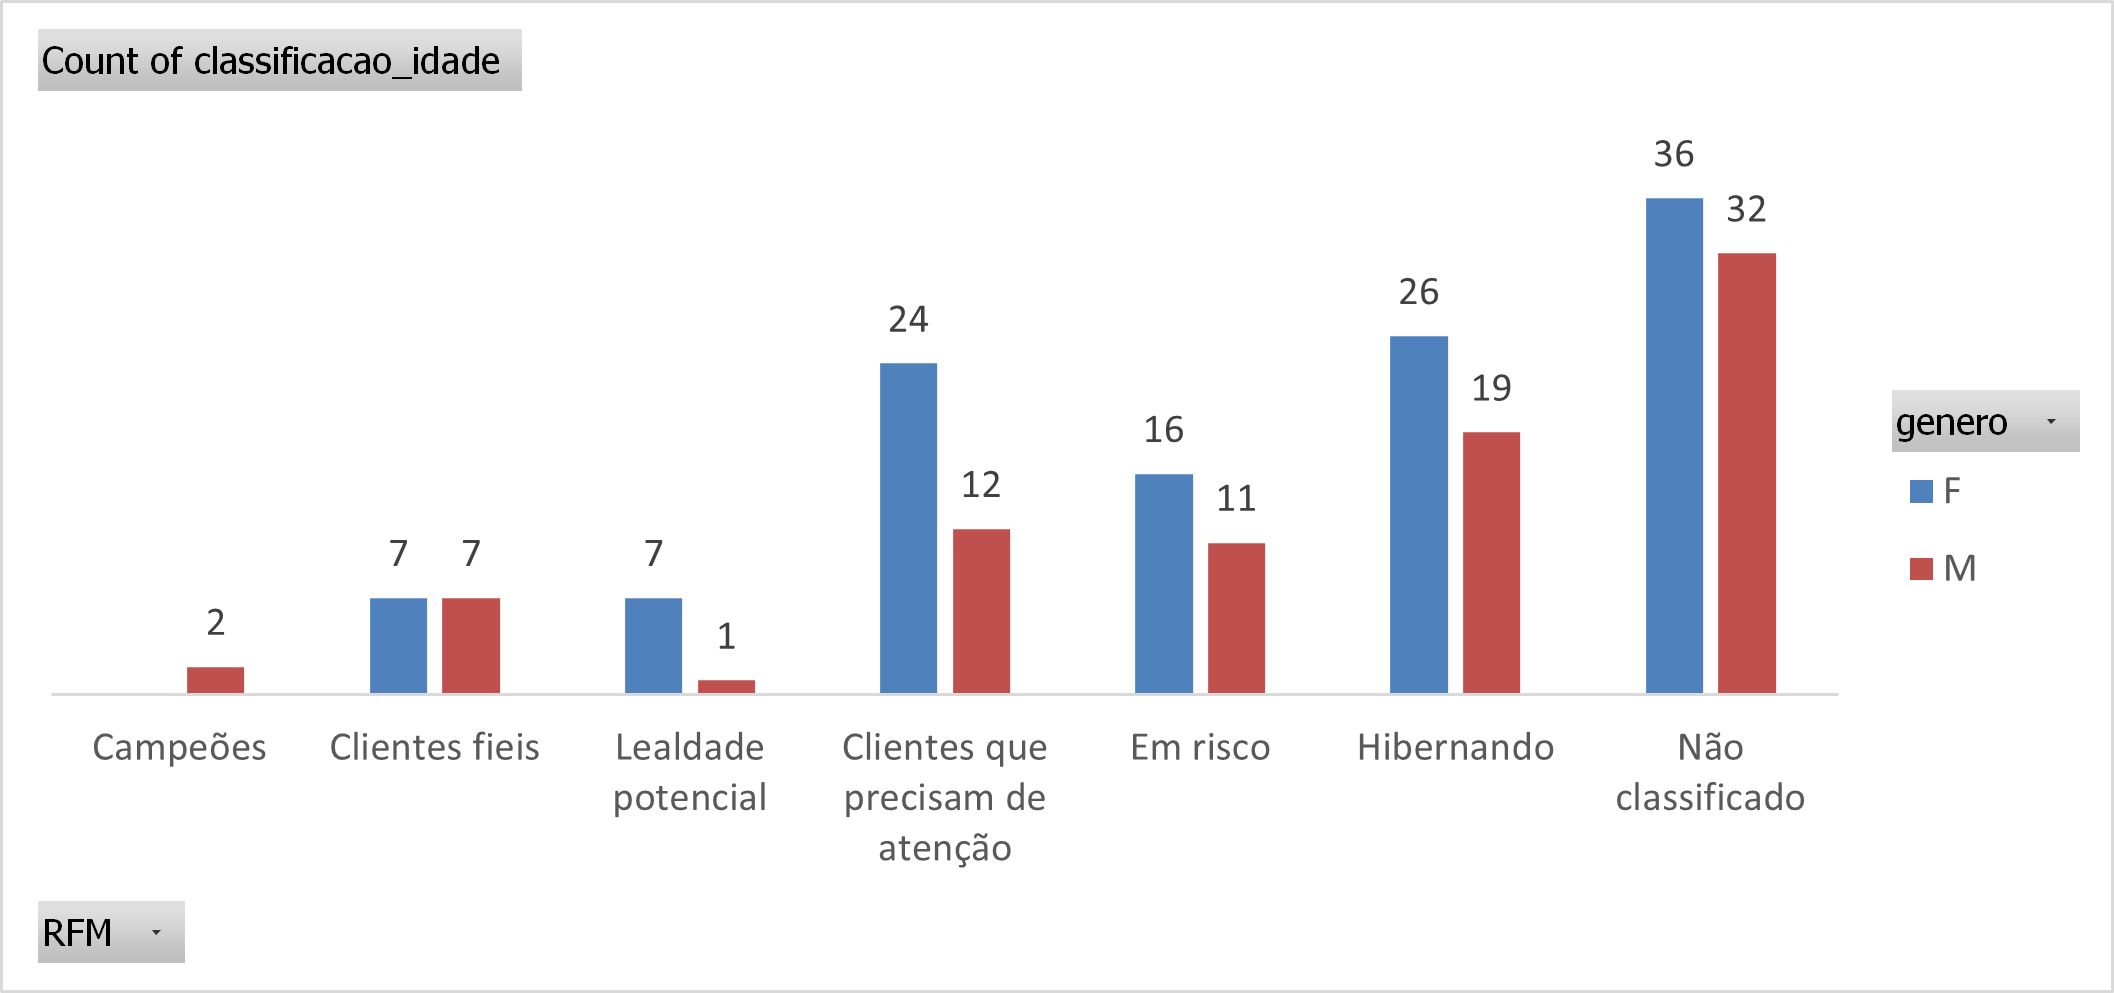 Count of classificacao_idade
36
32
26
24
19
16
12
11
7
7
7
2
1
genero
F
M
Campeões
Clientes fieis
Lealdade
potencial
Clientes que
precisam de
atenção
Em risco
Hibernando
Não
classificado
RFM